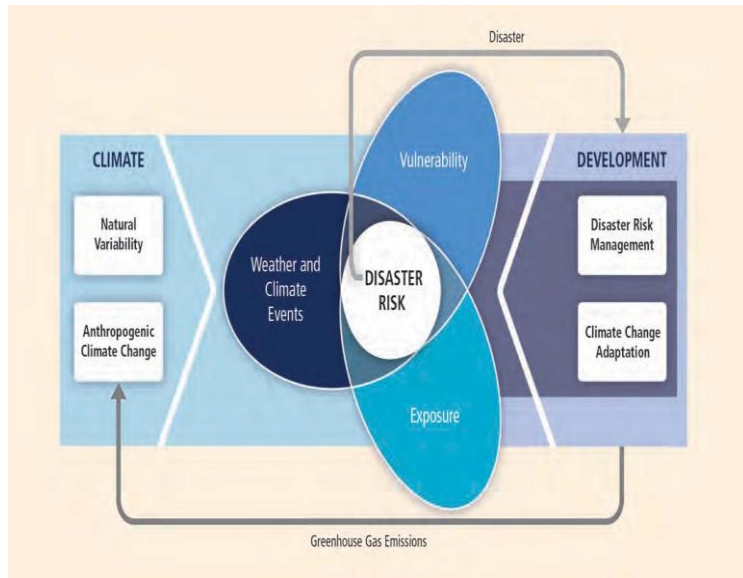 Disaster
CLIMATE
Natural
Variability
Anthropogenic
Climate Change
Vulnerability
Weather and
Climate
Events
DISASTER
RISK
Exposure
DEVELOPMENT
Disaster Risk
Management
Climate Change
Adaptation
Greenhouse Gas Emissions